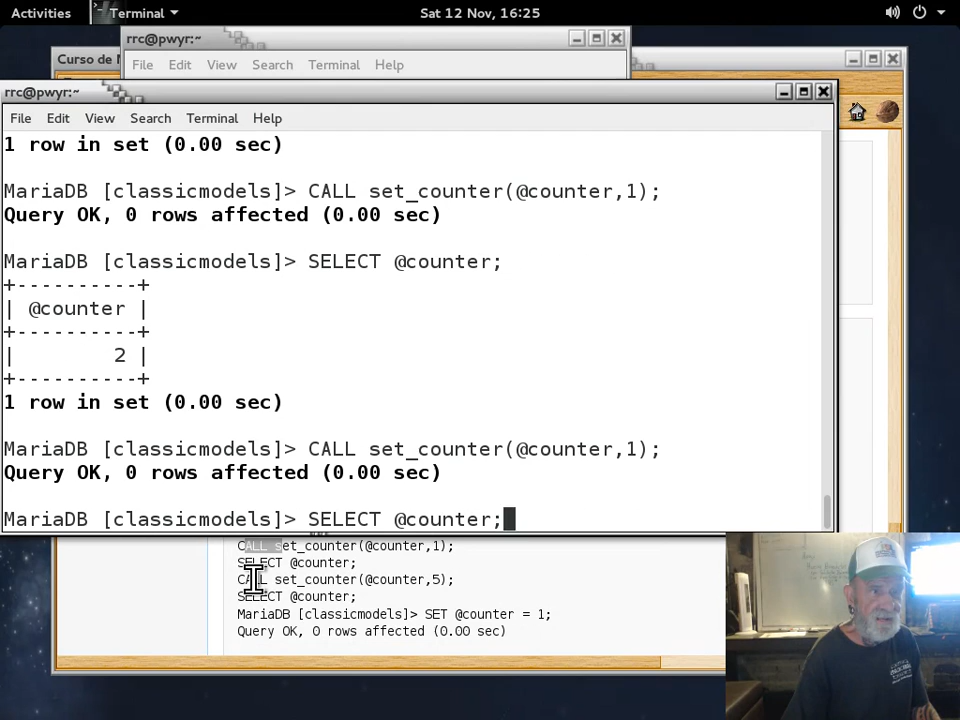 Activities Terminal Sat 12 Nov, 16:25
rrc@pwyr:~
Curso de M
File Edit View Search Terminal Help
rrc@pwyr:~
File Edit View Search Terminal Help
1 row in set (0.00 sec)
MariaDB [classicmodels]> CALL set_counter(@counter,1);
Query OK, 0 rows affected (0.00 sec)
MariaDB [classicmodels]> SELECT @counter;
+----------+
| @counter |
+----------+
|        2 |
+----------+
1 row in set (0.00 sec)
MariaDB [classicmodels]> CALL set_counter(@counter,1);
Query OK, 0 rows affected (0.00 sec)
MariaDB [classicmodels]> SELECT @counter;
CALL set_counter(@counter,1);
SELECT @counter;
CALL set_counter(@counter,5);
SELECT @counter;
MariaDB [classicmodels]> SET @counter = 1;
Query OK, 0 rows affected (0.00 sec)